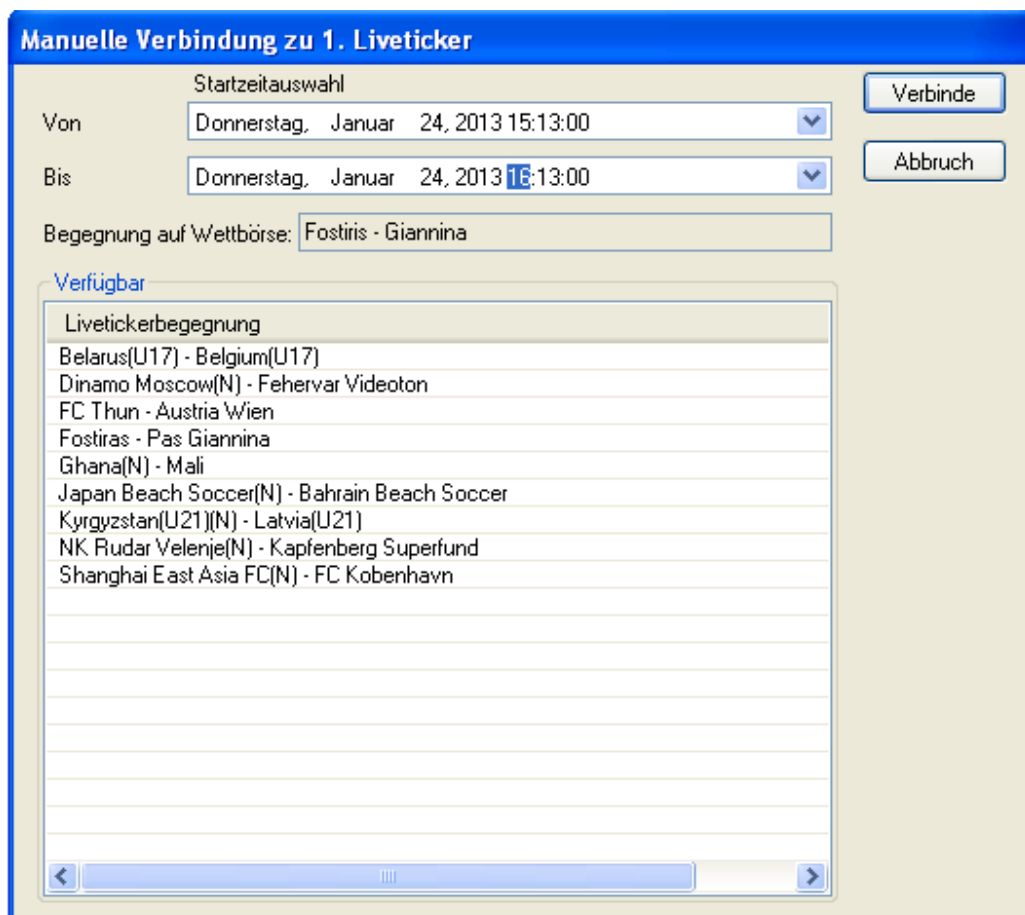 Manuelle Verbindung zu 1. Liveticker
Startzeitauswahl
Verbinde
Von Donnerstag, Januar 24, 2013 15:13:00
Abbruch
Bis Donnerstag, Januar 24, 2013 16:13:00
Begegnung auf Wettbörse: Fostiris - Giannina
Verfügbar
Livetickerbegegnung
Belarus(U17) - Belgium(U17)
Dinamo Moscow(N) - Fehervar Videoton
FC Thun - Austria Wien
Fostiras - Pas Giannina
Ghana(N) - Mali
Japan Beach Soccer(N) - Bahrain Beach Soccer
Kyrgyzstan(U21)(N) - Latvia(U21)
NK Rudar Velenje(N) - Kapfenberg Superfund
Shanghai East Asia FC(N) - FC Kobenhavn